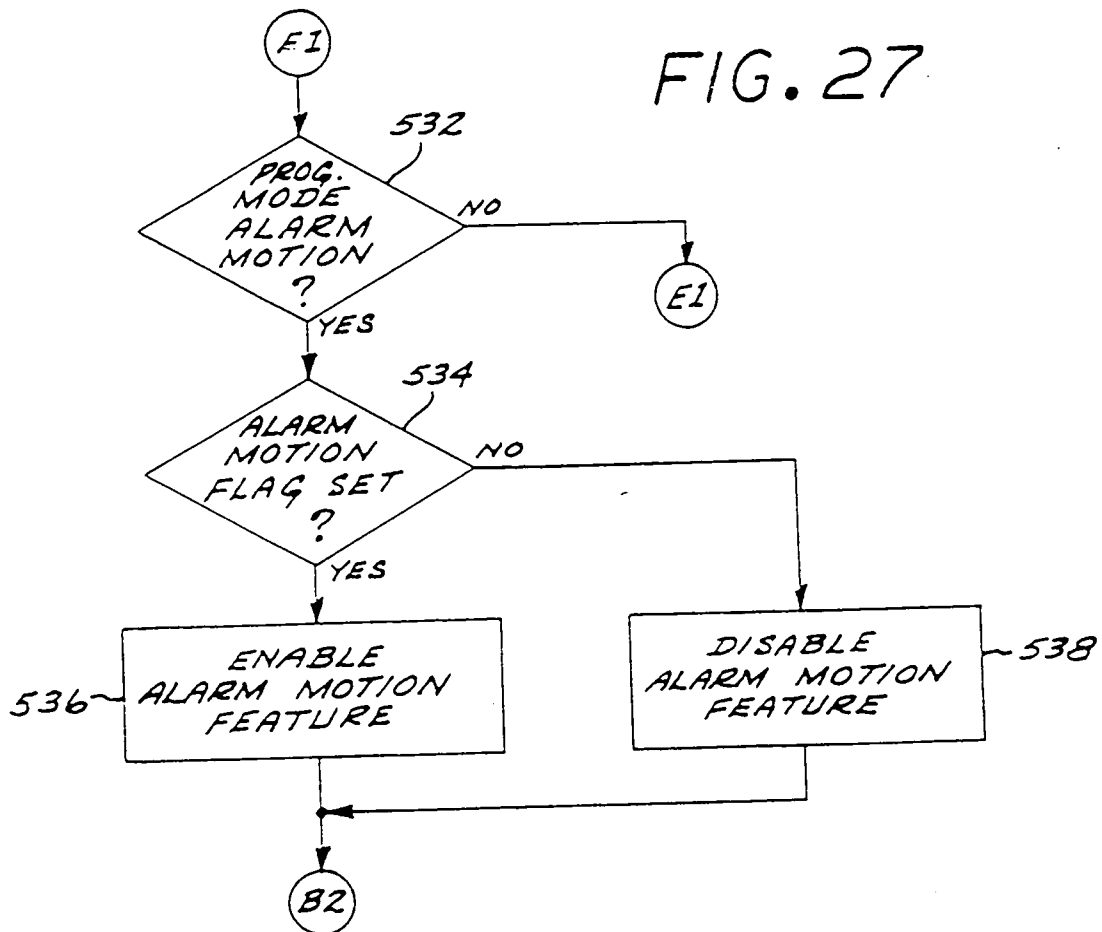 E1
FIG. 27
532
PROG.
MODE
ALARM
MOTION
?
NO
E1
YES
534
ALARM
MOTION
FLAG SET
?
NO
YES
536
ENABLE
ALARM MOTION
FEATURE
DISABLE
ALARM MOTION
FEATURE
538
B2